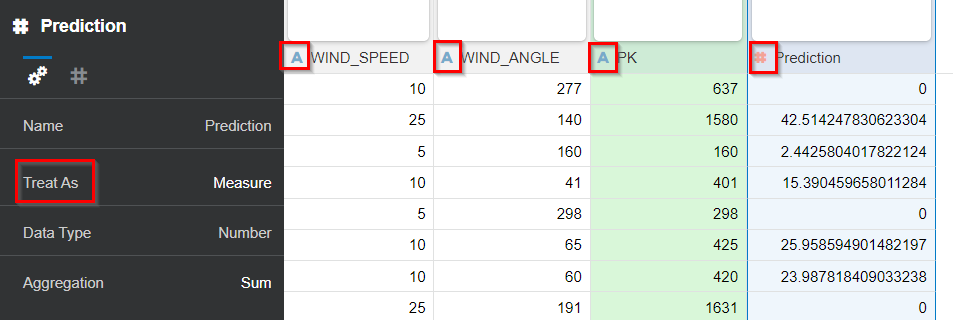 Prediction
Name Prediction
Treat As Measure
Data Type Number
Aggregation Sum
A WIND_SPEED A WIND_ANGLE A PK # Prediction
10 277 637 0
25 140 1580 42.514247830623304
5 160 160 2.4425804017822124
10 41 401 15.390459658011284
5 298 298 0
10 65 425 25.958594901482197
10 60 420 23.987818409033238
25 191 1631 0